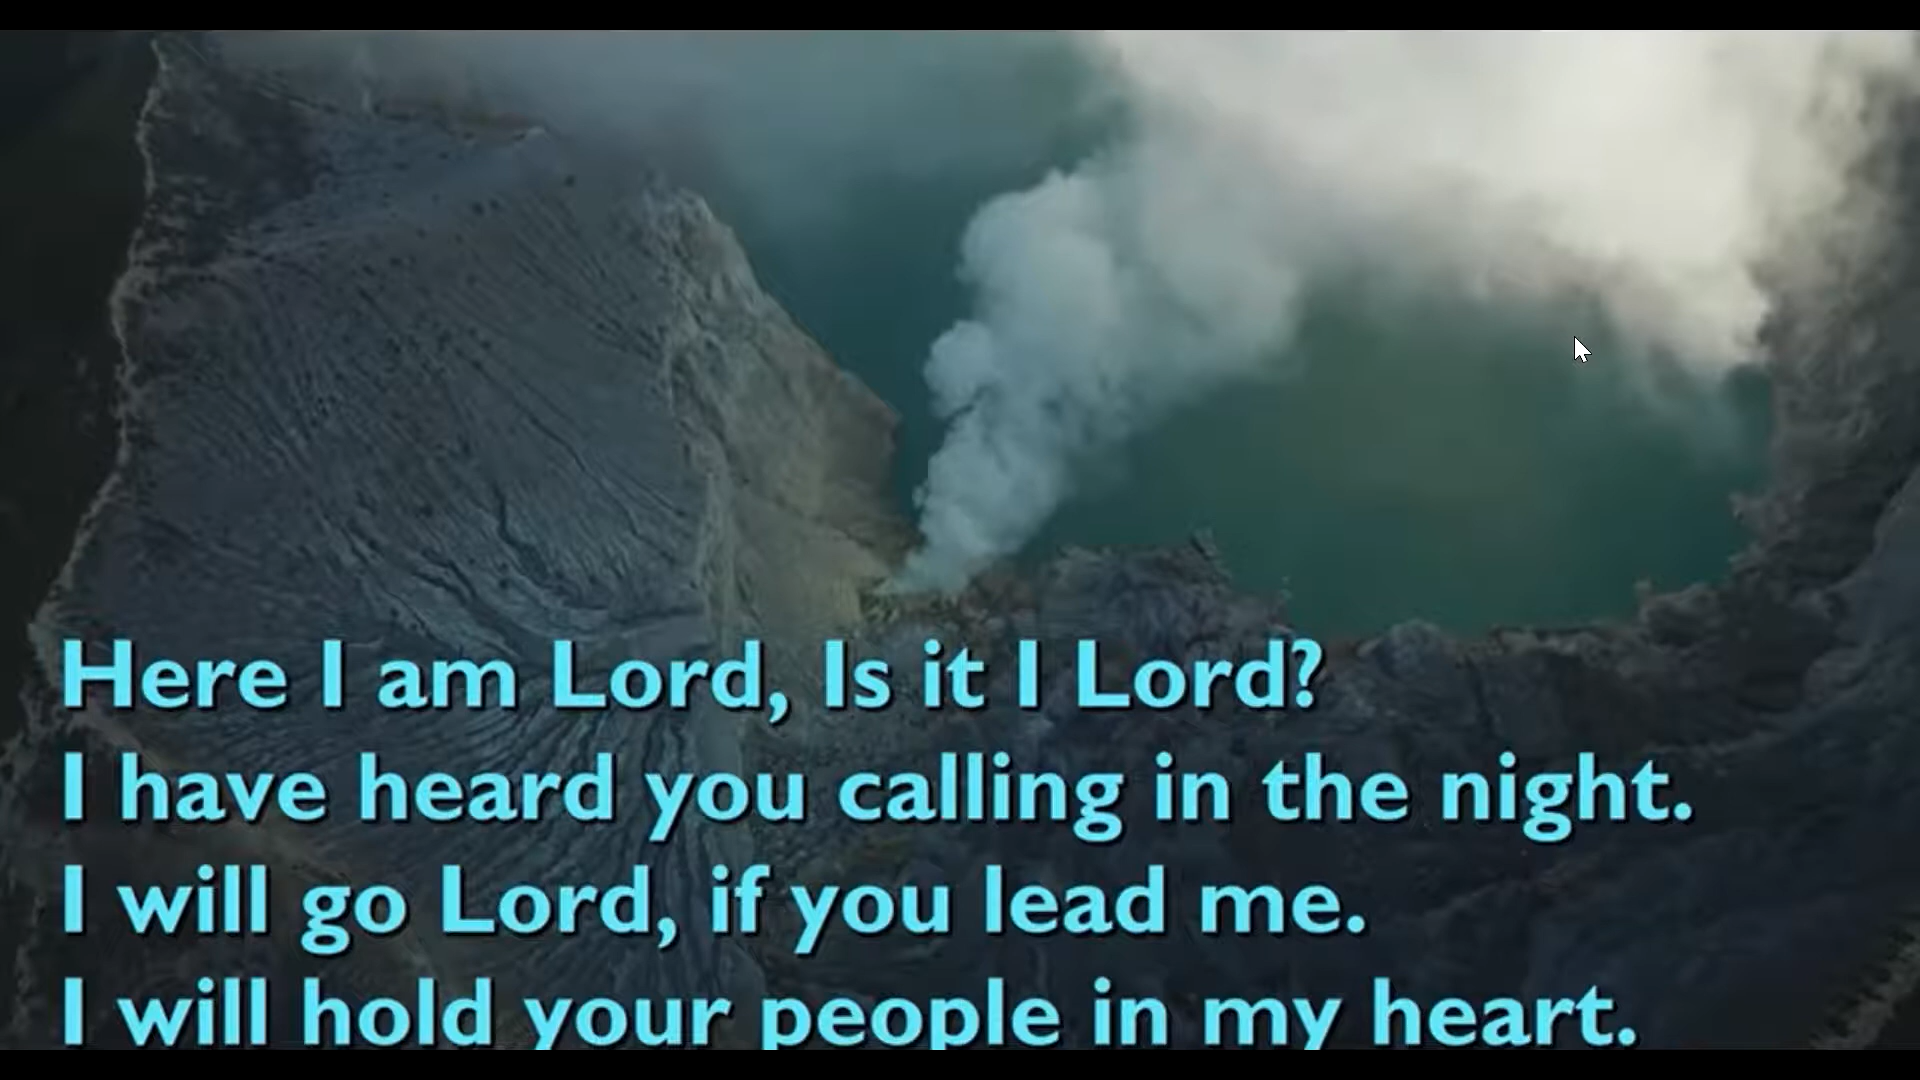 Here I am Lord, Is it I Lord?
I have heard you calling in the night.
I will go Lord, if you lead me.
I will hold your people in my heart.